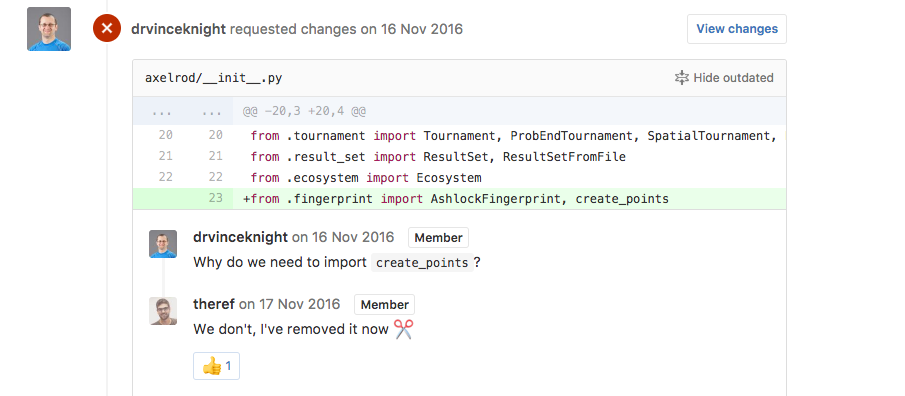 drvinceknight requested changes on 16 Nov 2016
View changes
axelrod/__init__.py
Hide outdated
... ... @@ -20,3 +20,4 @@
20 20 from .tournament import Tournament, ProbEndTournament, SpatialTournament,
21 21 from .result_set import ResultSet, ResultSetFromFile
22 22 from .ecosystem import Ecosystem
23 +from .fingerprint import AshlockFingerprint, create_points
drvinceknight on 16 Nov 2016 Member
Why do we need to import create_points?
theref on 17 Nov 2016 Member
We don't, I've removed it now ✂️
👍 1